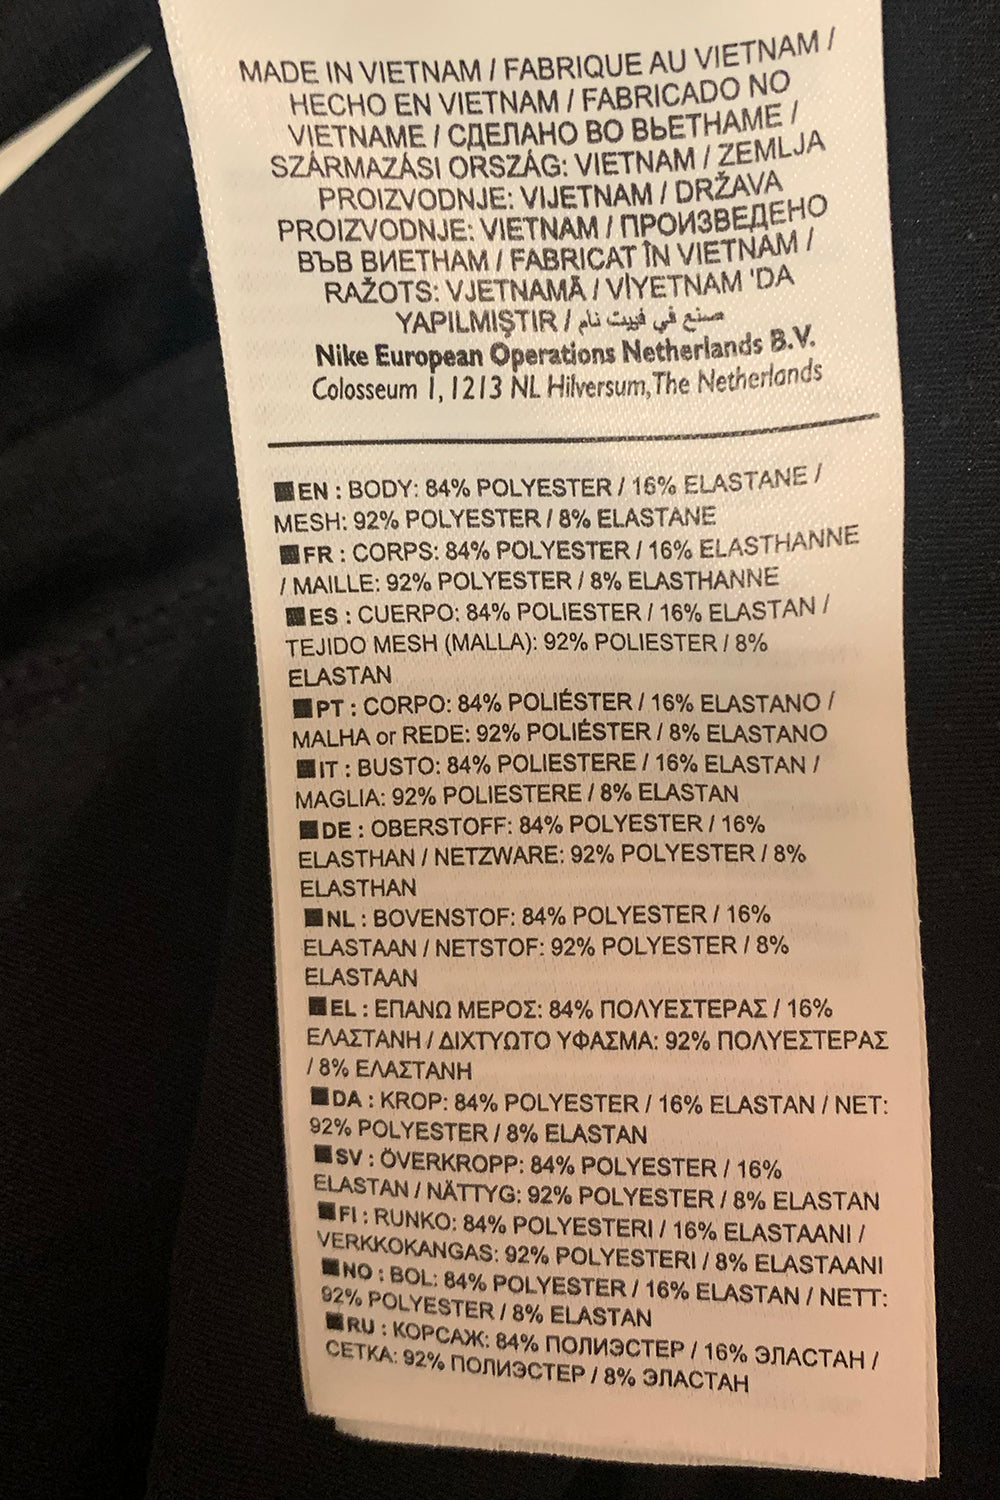 MADE IN VIETNAM / FABRIQUE AU VIETNAM /
HECHO EN VIETNAM / FABRICADO NO
VIETNAME / СДЕЛАНО ВО ВЬЕТНАМЕ /
SZÁRMAZÁSI ORSZÁG: VIETNAM / ZEMLJA
PROIZVODNJE: VIJETNAM / DRŽAVA
PROIZVODNJE: VIETNAM / ПРОИЗВЕДЕНО
ВЪВ ВИЕТНАМ / FABRICAT ÎN VIETNAM /
RAŽOTS: VJETNAMĀ / VİYETNAM 'DA
YAPILMIŞTIR / صنع في فييت نام
Nike European Operations Netherlands B.V.
Colosseum 1, 1213 NL Hilversum, The Netherlands
EN : BODY: 84% POLYESTER / 16% ELASTANE /
MESH: 92% POLYESTER / 8% ELASTANE
FR : CORPS: 84% POLYESTER / 16% ELASTHANNE
/ MAILLE: 92% POLYESTER / 8% ELASTHANNE
ES : CUERPO: 84% POLIESTER / 16% ELASTAN /
TEJIDO MESH (MALLA): 92% POLIESTER / 8%
ELASTAN
PT : CORPO: 84% POLIÉSTER / 16% ELASTANO /
MALHA or REDE: 92% POLIÉSTER / 8% ELASTANO
IT : BUSTO: 84% POLIESTERE / 16% ELASTAN /
MAGLIA: 92% POLIESTERE / 8% ELASTAN
DE : OBERSTOFF: 84% POLYESTER / 16%
ELASTHAN / NETZWARE: 92% POLYESTER / 8%
ELASTHAN
NL : BOVENSTOF: 84% POLYESTER / 16%
ELASTAAN / NETSTOF: 92% POLYESTER / 8%
ELASTAAN
EL : ΕΠΑΝΩ ΜΕΡΟΣ: 84% ΠΟΛΥΕΣΤΕΡΑΣ / 16%
ΕΛΑΣΤΑΝΗ / ΔΙΧΤΥΩΤΟ ΥΦΑΣΜΑ: 92% ΠΟΛΥΕΣΤΕΡΑΣ
/ 8% ΕΛΑΣΤΑΝΗ
DA : KROP: 84% POLYESTER / 16% ELASTAN / NET:
92% POLYESTER / 8% ELASTAN
SV : ÖVERKROPP: 84% POLYESTER / 16%
ELASTAN / NÄTTYG: 92% POLYESTER / 8% ELASTAN
FI : RUNKO: 84% POLYESTERI / 16% ELASTAANI /
VERKKOKANGAS: 92% POLYESTERI / 8% ELASTAANI
NO : BOL: 84% POLYESTER / 16% ELASTAN / NETT:
92% POLYESTER / 8% ELASTAN
RU : КОРСАЖ: 84% ПОЛИЭСТЕР / 16% ЭЛАСТАН /
СЕТКА: 92% ПОЛИЭСТЕР / 8% ЭЛАСТАН